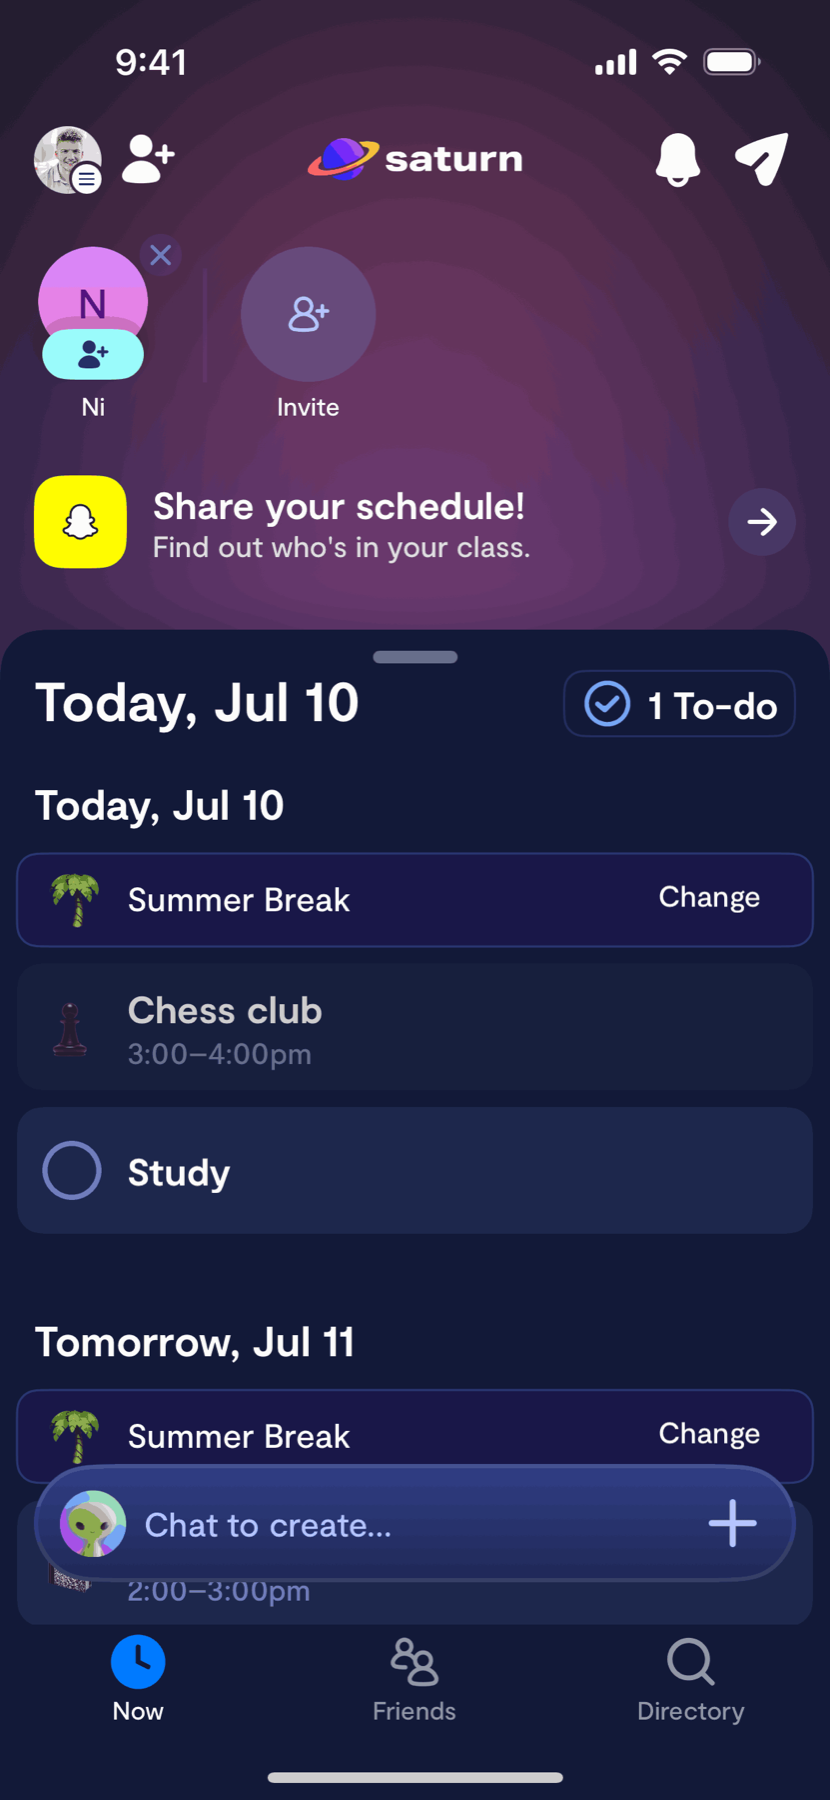 9:41
saturn
N
Ni
Invite
Share your schedule!
Find out who's in your class.
Today, Jul 10
1 To-do
Today, Jul 10
Summer Break
Change
Chess club
3:00–4:00pm
Study
Tomorrow, Jul 11
Summer Break
Change
Chat to create...
2:00–3:00pm
Now
Friends
Directory